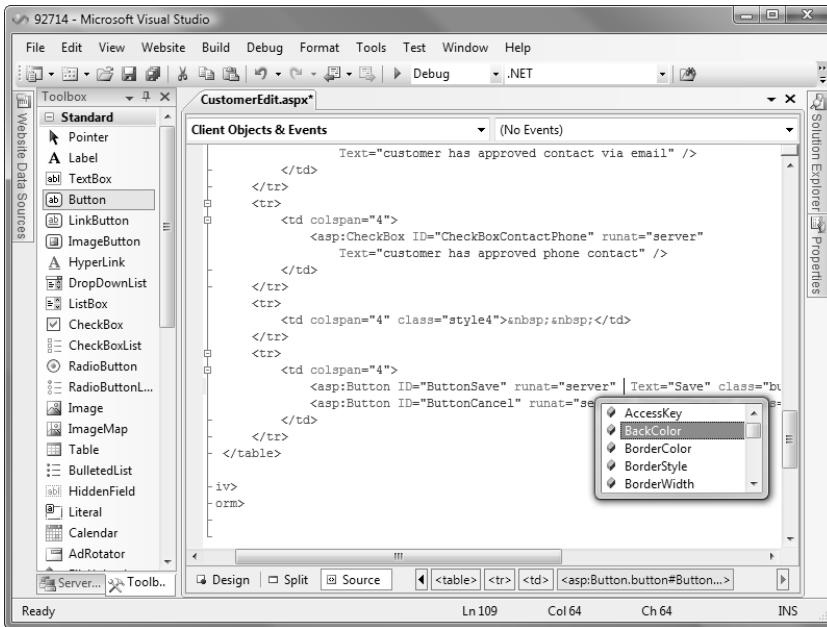 92714 - Microsoft Visual Studio
File Edit View Website Build Debug Format Tools Test Window Help
Debug .NET
Website Data Sources
Toolbox
Standard
Pointer
Label
TextBox
Button
LinkButton
ImageButton
HyperLink
DropDownList
ListBox
CheckBox
CheckBoxList
RadioButton
RadioButtonL...
Image
ImageMap
Table
BulletedList
HiddenField
Literal
Calendar
AdRotator
Server... Toolb..
CustomerEdit.aspx*
Client Objects & Events (No Events)
Text="customer has approved contact via email" />
</td>
</tr>
<tr>
<td colspan="4">
<asp:CheckBox ID="CheckBoxContactPhone" runat="server"
Text="customer has approved phone contact" />
</td>
</tr>
<tr>
<td colspan="4" class="style4">&nbsp;&nbsp;</td>
</tr>
<tr>
<td colspan="4">
<asp:Button ID="ButtonSave" runat="server" Text="Save" class="bu
<asp:Button ID="ButtonCancel" runat="se
</td>
</tr>
</table>
iv>
orm>
AccessKey
BackColor
BorderColor
BorderStyle
BorderWidth
Design Split Source <table> <tr> <td> <asp:Button.button#Button...>
Solution Explorer
Properties
Ready Ln 109 Col 64 Ch 64 INS